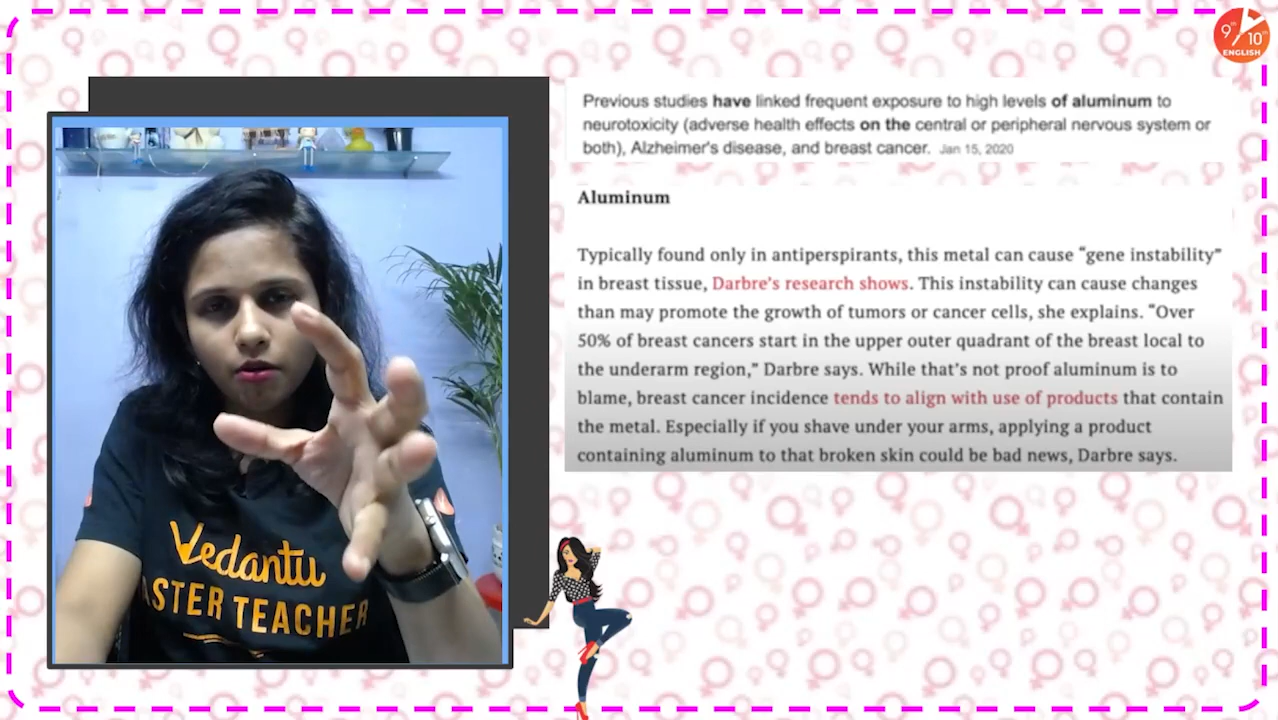 9th 10th
ENGLISH
Previous studies have linked frequent exposure to high levels of aluminum to
neurotoxicity (adverse health effects on the central or peripheral nervous system or
both), Alzheimer's disease, and breast cancer. Jan 15, 2020
Aluminum
Typically found only in antiperspirants, this metal can cause “gene instability”
in breast tissue, Darbre’s research shows. This instability can cause changes
than may promote the growth of tumors or cancer cells, she explains. “Over
50% of breast cancers start in the upper outer quadrant of the breast local to
the underarm region,” Darbre says. While that’s not proof aluminum is to
blame, breast cancer incidence tends to align with use of products that contain
the metal. Especially if you shave under your arms, applying a product
containing aluminum to that broken skin could be bad news, Darbre says.
Vedantu
ASTER TEACHER